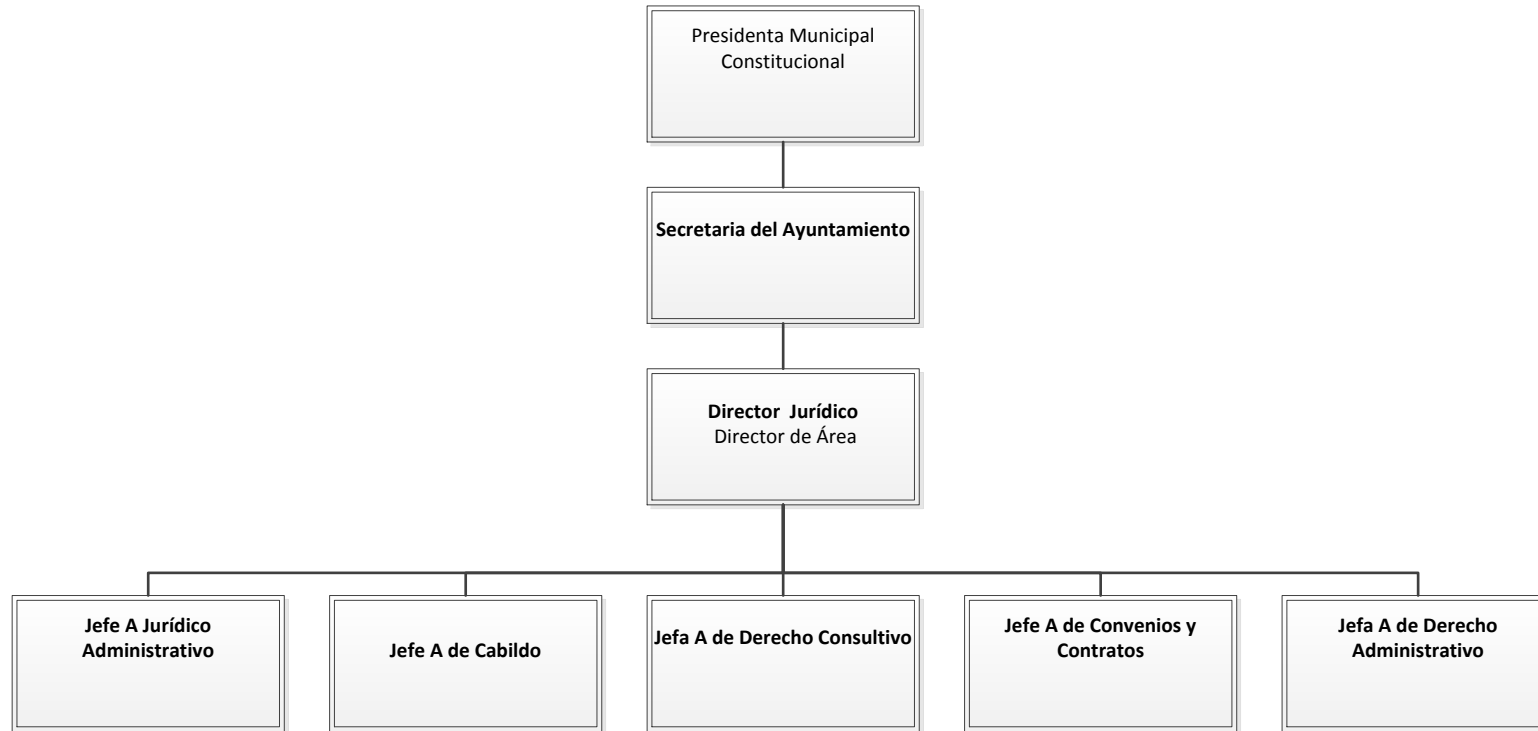 Presidenta Municipal
Constitucional
Secretaria del Ayuntamiento
Director Jurídico
Director de Área
Jefe A Jurídico
Administrativo
Jefe A de Cabildo
Jefa A de Derecho Consultivo
Jefe A de Convenios y
Contratos
Jefa A de Derecho
Administrativo